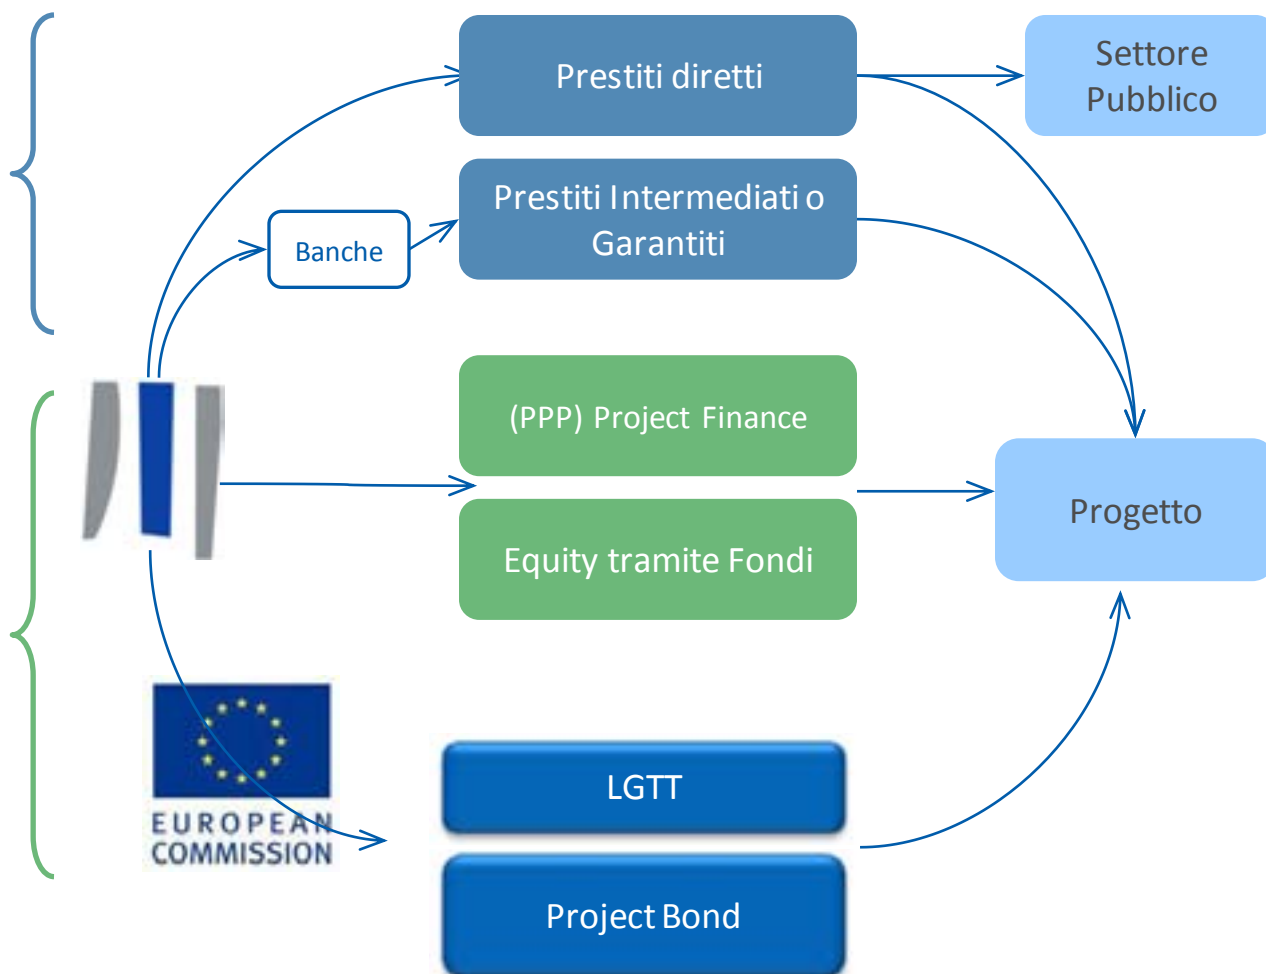 Prestiti diretti
Settore
Pubblico
Prestiti Intermediati o
Garantiti
Banche
(PPP) Project Finance
Equity tramite Fondi
Progetto
EUROPEAN
COMMISSION
LGTT
Project Bond